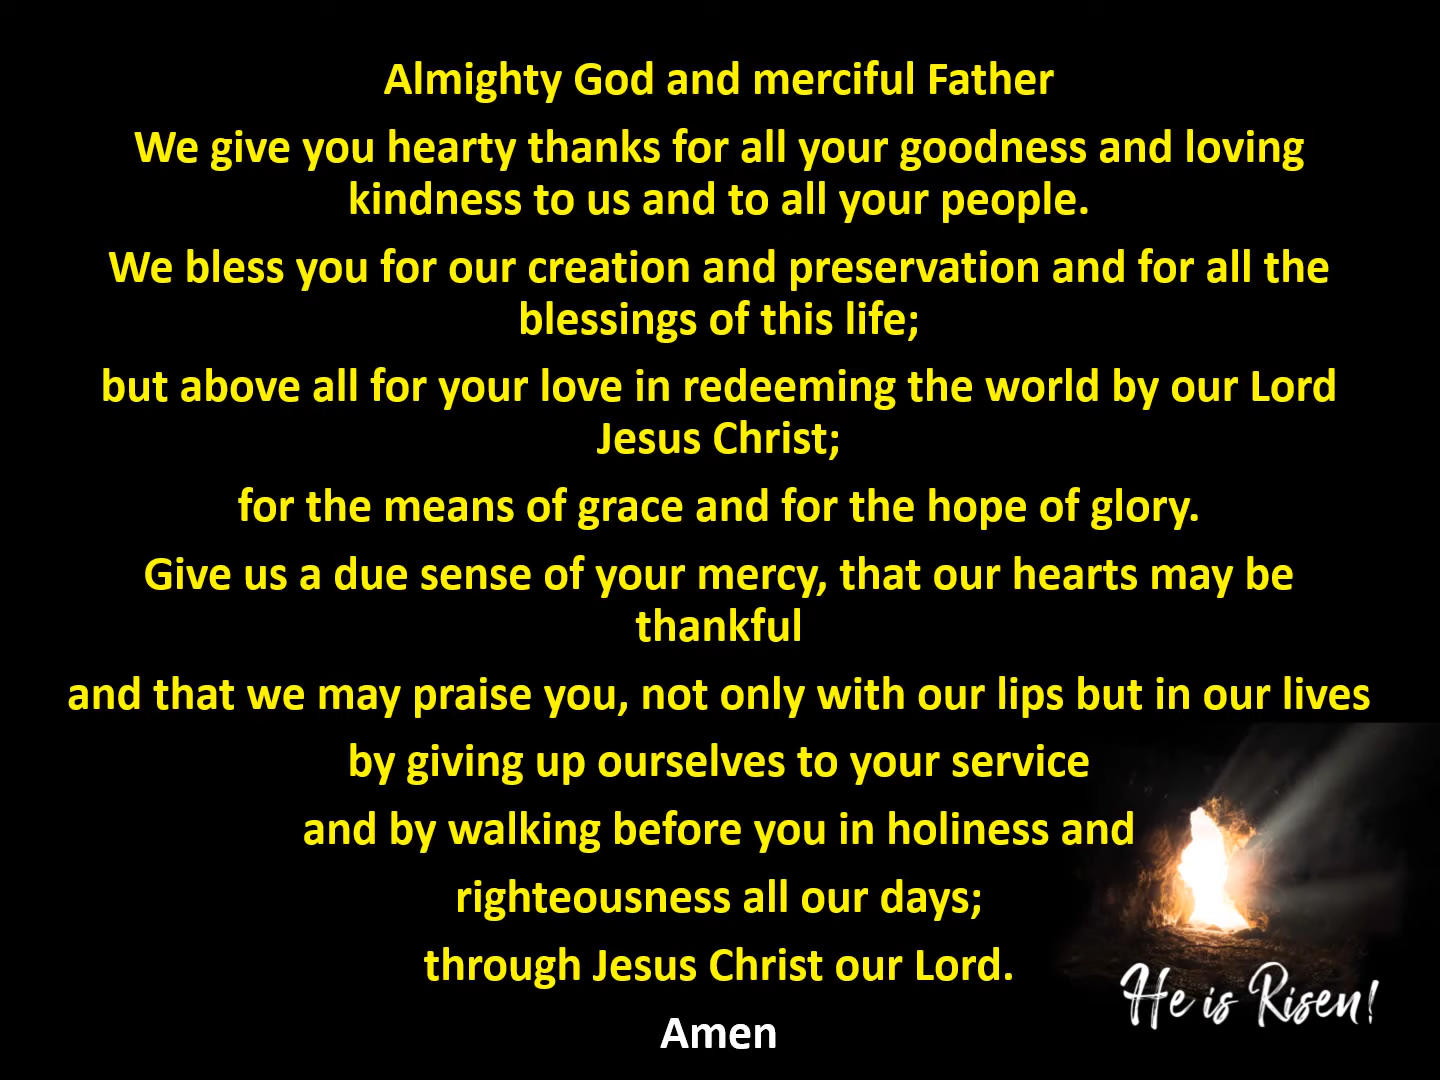 Almighty God and merciful Father
We give you hearty thanks for all your goodness and loving
kindness to us and to all your people.
We bless you for our creation and preservation and for all the
blessings of this life;
but above all for your love in redeeming the world by our Lord
Jesus Christ;
for the means of grace and for the hope of glory.
Give us a due sense of your mercy, that our hearts may be
thankful
and that we may praise you, not only with our lips but in our lives
by giving up ourselves to your service
and by walking before you in holiness and
righteousness all our days;
through Jesus Christ our Lord.
He is Risen!
Amen